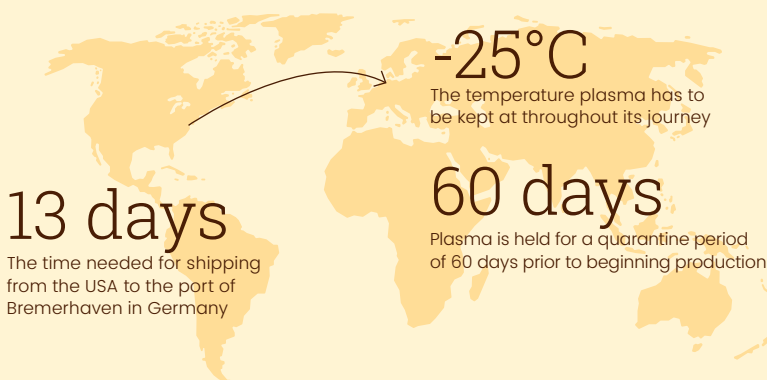 -25°C
The temperature plasma has to
be kept at throughout its journey
13 days
The time needed for shipping
from the USA to the port of
Bremerhaven in Germany
60 days
Plasma is held for a quarantine period
of 60 days prior to beginning production